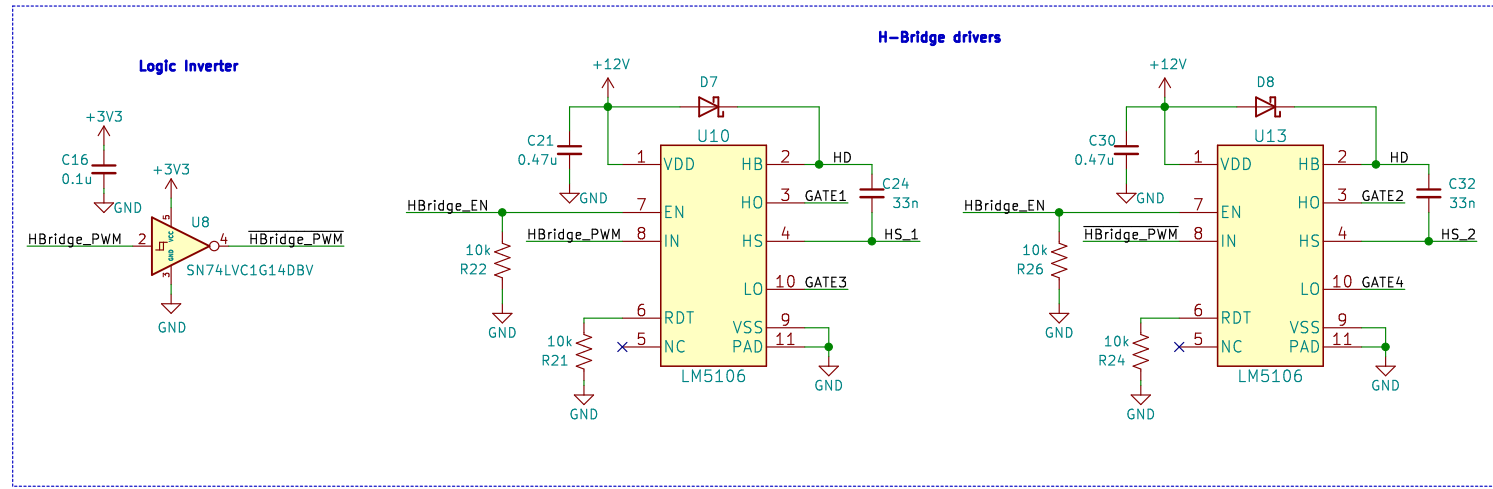 H-Bridge drivers
Logic Inverter
+3V3
C16
0.1u
GND
+3V3
U8
5
VCC
GND
3
HBridge_PWM
2
4
HBridge_PWM
SN74LVC1G14DBV
GND
+12V
D7
C21
0.47u
GND
U10
1
VDD
HB
2
HD
C24
33n
HO
3
GATE1
HBridge_EN
7
EN
HBridge_PWM
8
IN
HS
4
HS_1
10k
R22
GND
LO
10
GATE3
6
RDT
VSS
9
5
NC
PAD
11
10k
R21
GND
GND
LM5106
+12V
D8
C30
0.47u
GND
U13
1
VDD
HB
2
HD
C32
33n
HO
3
GATE2
HBridge_EN
7
EN
HBridge_PWM
8
IN
HS
4
HS_2
10k
R26
GND
LO
10
GATE4
6
RDT
VSS
9
5
NC
PAD
11
10k
R24
GND
GND
LM5106